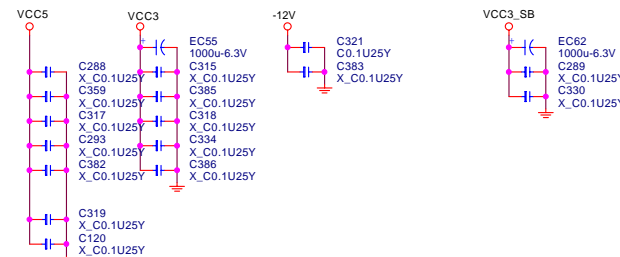 VCC5
C288
X_C0.1U25Y
C359
X_C0.1U25Y
C317
X_C0.1U25Y
C293
X_C0.1U25Y
C382
X_C0.1U25Y
C319
X_C0.1U25Y
C120
X_C0.1U25Y
VCC3
+
EC55
1000u-6.3V
C315
X_C0.1U25Y
C385
X_C0.1U25Y
C318
X_C0.1U25Y
C334
X_C0.1U25Y
C386
X_C0.1U25Y
-12V
C321
C0.1U25Y
C383
X_C0.1U25Y
VCC3_SB
+
EC62
1000u-6.3V
C289
X_C0.1U25Y
C330
X_C0.1U25Y